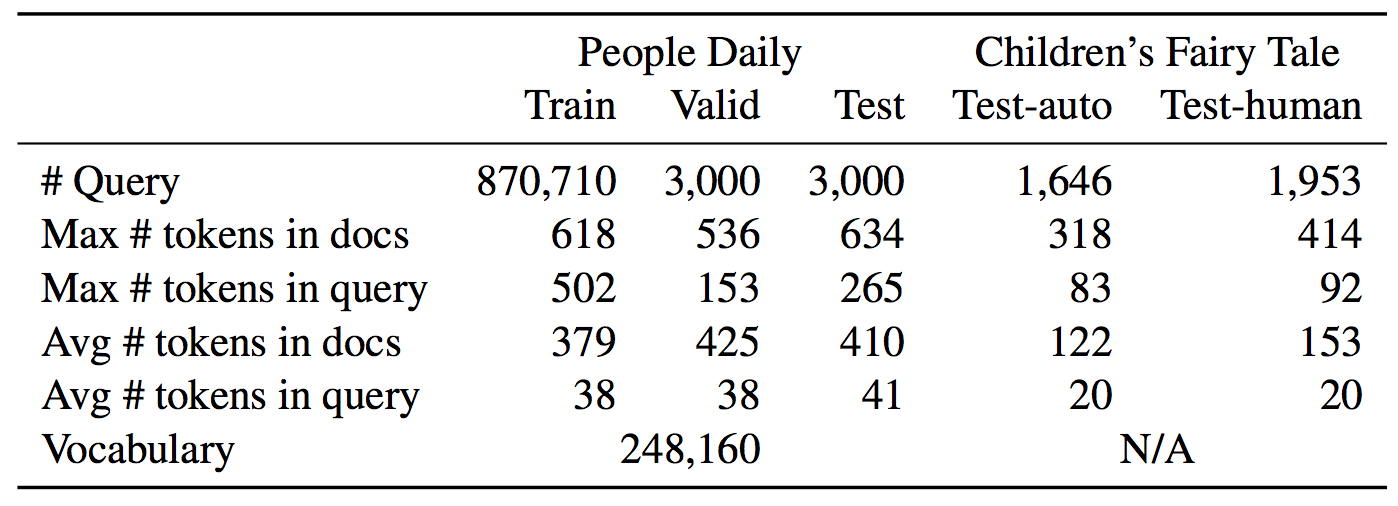 People Daily Children's Fairy Tale
Train Valid Test Test-auto Test-human
# Query 870,710 3,000 3,000 1,646 1,953
Max # tokens in docs 618 536 634 318 414
Max # tokens in query 502 153 265 83 92
Avg # tokens in docs 379 425 410 122 153
Avg # tokens in query 38 38 41 20 20
Vocabulary 248,160 N/A